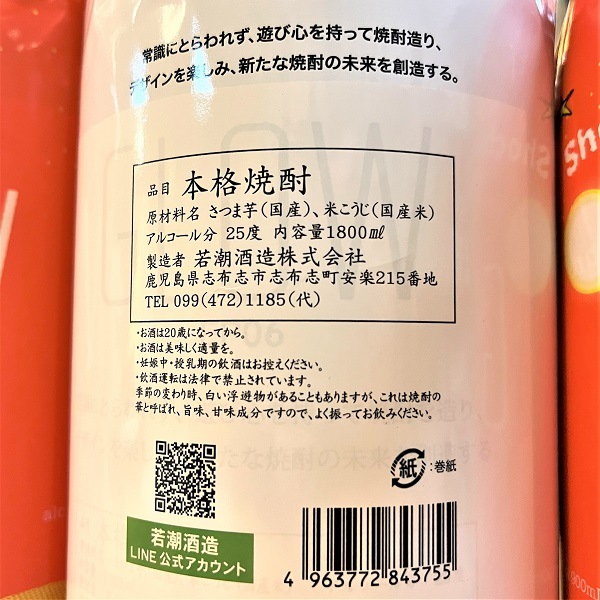 常識にとらわれず、遊び心を持って焼酎造り、
デザインを楽しみ、新たな焼酎の未来を創造する。
GLOW
品目 本格焼酎
原材料名 さつま芋(国産)、米こうじ(国産米)
アルコール分 25度 内容量1800㎖
製造者 若潮酒造株式会社
鹿児島県志布志市志布志町安楽215番地
TEL 099(472)1185(代)
06
・お酒は20歳になってから。
・お酒は美味しく適量を。
・妊娠中・授乳期の飲酒はお控えください。
・飲酒運転は法律で禁止されています。
季節の変わり時、白い浮遊物があることもありますが、これは焼酎の
華と呼ばれ、旨味、甘味成分ですので、よく振ってお飲みください。
紙 :巻紙
若潮酒造
LINE公式アカウント
4 963772 843755